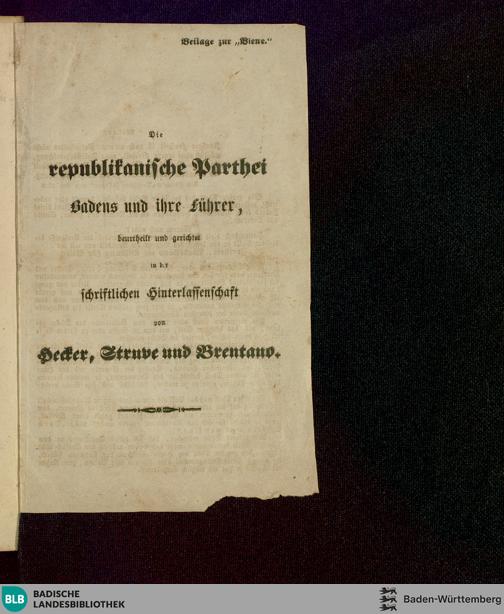 Beilage zur „Biene.“
Die
republikanische Parthei
Badens und ihre Führer,
beurtheilt und gerichtet
in der
schriftlichen Hinterlassenschaft
von
Hecker, Struve und Brentano.
BLB
BADISCHE
LANDESBIBLIOTHEK
Baden-Württemberg